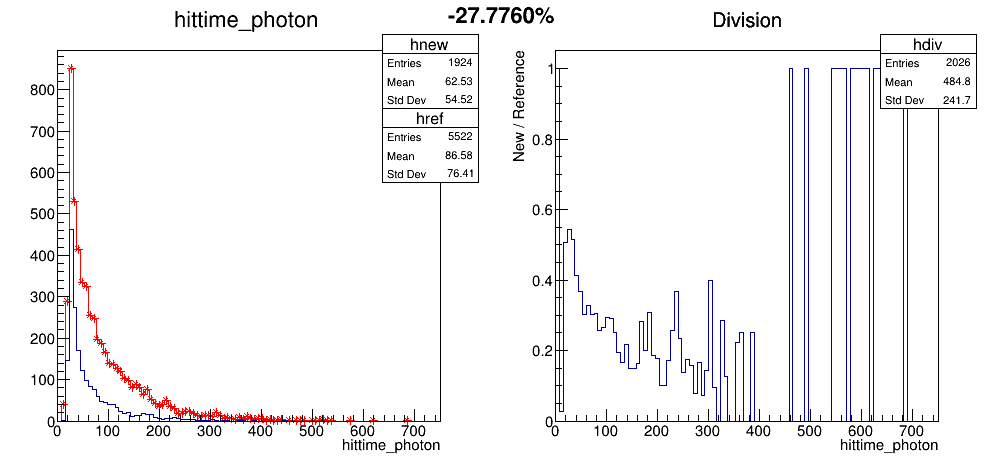 -27.7760%
hittime_photon
hnew
Entries 1924
Mean 62.53
Std Dev 54.52
href
Entries 5522
Mean 86.58
Std Dev 76.41
800
700
600
500
400
300
200
100
0
0 100 200 300 400 500 600 700
hittime_photon
Division
hdiv
Entries 2026
Mean 484.8
Std Dev 241.7
New / Reference
1
0.8
0.6
0.4
0.2
0
0 100 200 300 400 500 600 700
hittime_photon